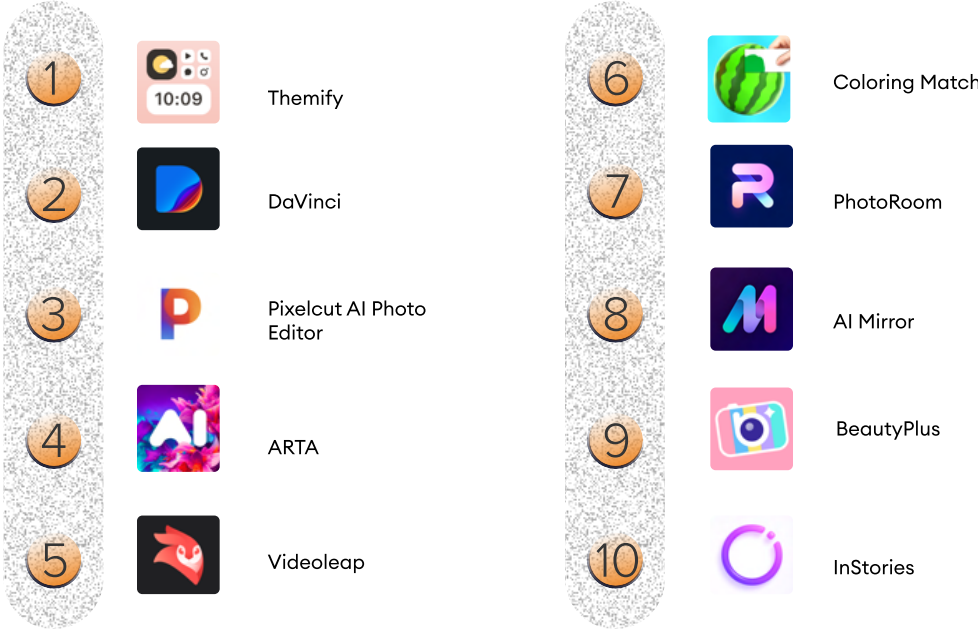 1
10:09
Themify
2
DaVinci
3
Pixelcut AI Photo
Editor
4
AI
ARTA
5
Videoleap
6
Coloring Match
7
PhotoRoom
8
AI Mirror
9
BeautyPlus
10
InStories